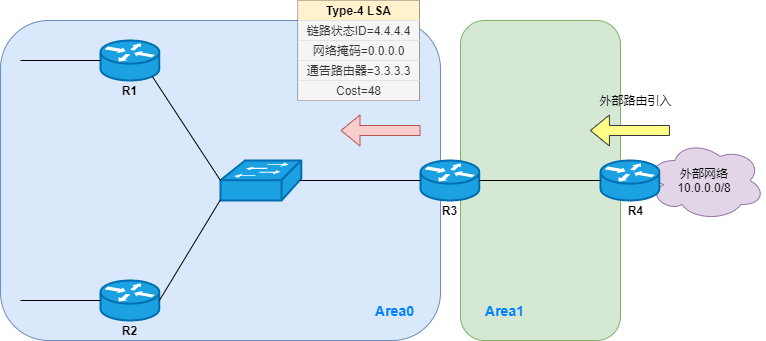 Type-4 LSA
链路状态ID=4.4.4.4
网络掩码=0.0.0.0
通告路由器=3.3.3.3
Cost=48
R1
外部路由引入
外部网络
10.0.0.0/8
R3
R4
R2
Area0
Area1